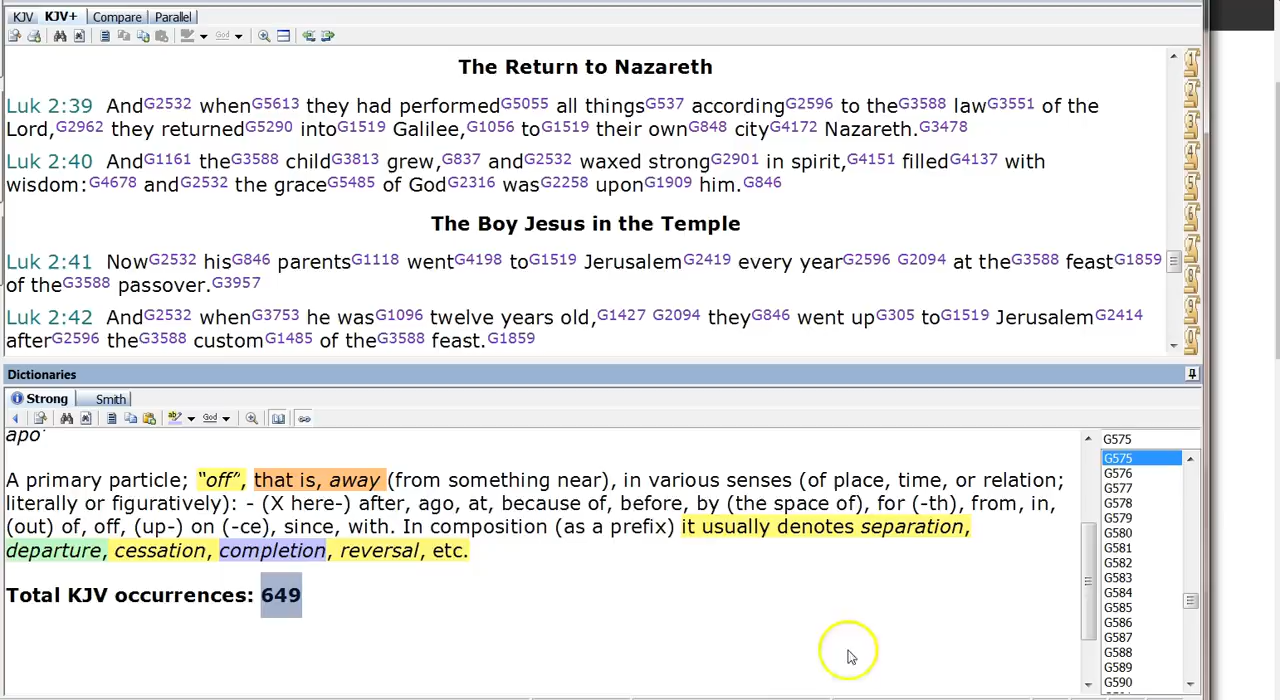 KJV KJV+ Compare Parallel
The Return to Nazareth
Luk 2:39 AndG2532 whenG5613 they had performedG5055 all thingsG537 accordingG2596 to theG3588 lawG3551 of the
Lord,G2962 they returnedG5290 intoG1519 Galilee,G1056 toG1519 their ownG848 cityG4172 Nazareth.G3478
Luk 2:40 AndG1161 theG3588 childG3813 grew,G837 andG2532 waxed strongG2901 in spirit,G4151 filledG4137 with
wisdom:G4678 andG2532 the graceG5485 of GodG2316 wasG2258 uponG1909 him.G846
The Boy Jesus in the Temple
Luk 2:41 NowG2532 hisG846 parentsG1118 wentG4198 toG1519 JerusalemG2419 every yearG2596 G2094 at theG3588 feastG1859
of theG3588 passover.G3957
Luk 2:42 AndG2532 whenG3753 he wasG1096 twelve years old,G1427 G2094 theyG846 went upG305 toG1519 JerusalemG2414
afterG2596 theG3588 customG1485 of theG3588 feast.G1859
Dictionaries
Strong Smith
God
G575
apo'
A primary particle; “off”, that is, away (from something near), in various senses (of place, time, or relation;
literally or figuratively): - (X here-) after, ago, at, because of, before, by (the space of), for (-th), from, in,
(out) of, off, (up-) on (-ce), since, with. In composition (as a prefix) it usually denotes separation,
departure, cessation, completion, reversal, etc.
Total KJV occurrences: 649
G575
G576
G577
G578
G579
G580
G581
G582
G583
G584
G585
G586
G587
G588
G589
G590